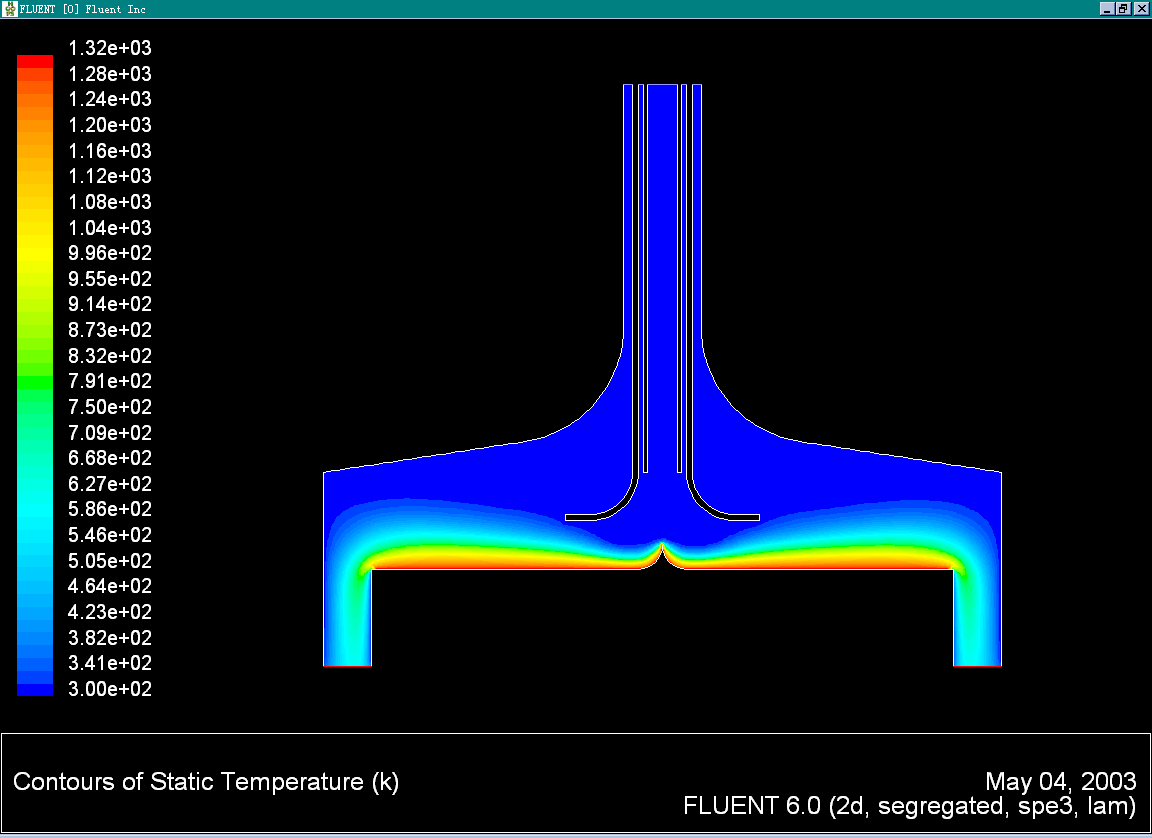 FLUENT [0] Fluent Inc
1.32e+03
1.28e+03
1.24e+03
1.20e+03
1.16e+03
1.12e+03
1.08e+03
1.04e+03
9.96e+02
9.55e+02
9.14e+02
8.73e+02
8.32e+02
7.91e+02
7.50e+02
7.09e+02
6.68e+02
6.27e+02
5.86e+02
5.46e+02
5.05e+02
4.64e+02
4.23e+02
3.82e+02
3.41e+02
3.00e+02
Contours of Static Temperature (k)
May 04, 2003
FLUENT 6.0 (2d, segregated, spe3, lam)